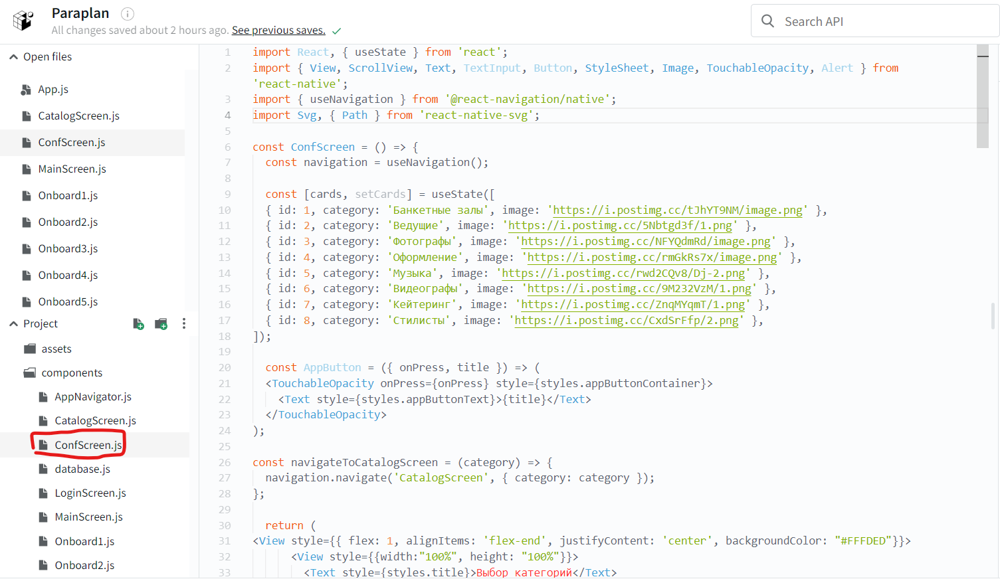 Paraplan
All changes saved about 2 hours ago. See previous saves.
Search API
Open files
App.js
CatalogScreen.js
ConfScreen.js
MainScreen.js
Onboard1.js
Onboard2.js
Onboard3.js
Onboard4.js
Onboard5.js
Project
assets
components
AppNavigator.js
CatalogScreen.js
ConfScreen.js
database.js
LoginScreen.js
MainScreen.js
Onboard1.js
Onboard2.js
1 import React, { useState } from 'react';
2 import { View, ScrollView, Text, TextInput, Button, StyleSheet, Image, TouchableOpacity, Alert } from
'react-native';
3 import { useNavigation } from '@react-navigation/native';
4 import Svg, { Path } from 'react-native-svg';
5
6 const ConfScreen = () => {
7 const navigation = useNavigation();
8
9 const [cards, setCards] = useState([
10 { id: 1, category: 'Банкетные залы', image: 'https://i.postimg.cc/tJhYT9NM/image.png' },
11 { id: 2, category: 'Ведущие', image: 'https://i.postimg.cc/5Nbtgd3f/1.png' },
12 { id: 3, category: 'Фотографы', image: 'https://i.postimg.cc/NFYQdmRd/image.png' },
13 { id: 4, category: 'Оформление', image: 'https://i.postimg.cc/rmGkRs7x/image.png' },
14 { id: 5, category: 'Музыка', image: 'https://i.postimg.cc/rwd2CQv8/Dj-2.png' },
15 { id: 6, category: 'Видеографы', image: 'https://i.postimg.cc/9M232VzM/1.png' },
16 { id: 7, category: 'Кейтеринг', image: 'https://i.postimg.cc/ZnqMYqmT/1.png' },
17 { id: 8, category: 'Стилисты', image: 'https://i.postimg.cc/CxdSrFfp/2.png' },
18 ]);
19
20 const AppButton = ({ onPress, title }) => (
21 <TouchableOpacity onPress={onPress} style={styles.appButtonContainer}>
22 <Text style={styles.appButtonText}>{title}</Text>
23 </TouchableOpacity>
24 );
25
26 const navigateToCatalogScreen = (category) => {
27 navigation.navigate('CatalogScreen', { category: category });
28 };
29
30 return (
31 <View style={{ flex: 1, alignItems: 'flex-end', justifyContent: 'center', backgroundColor: "#FFFDED"}}>
32 <View style={{width:"100%", height: "100%"}}>
33 <Text style={styles.title}>Выбор категорий</Text>